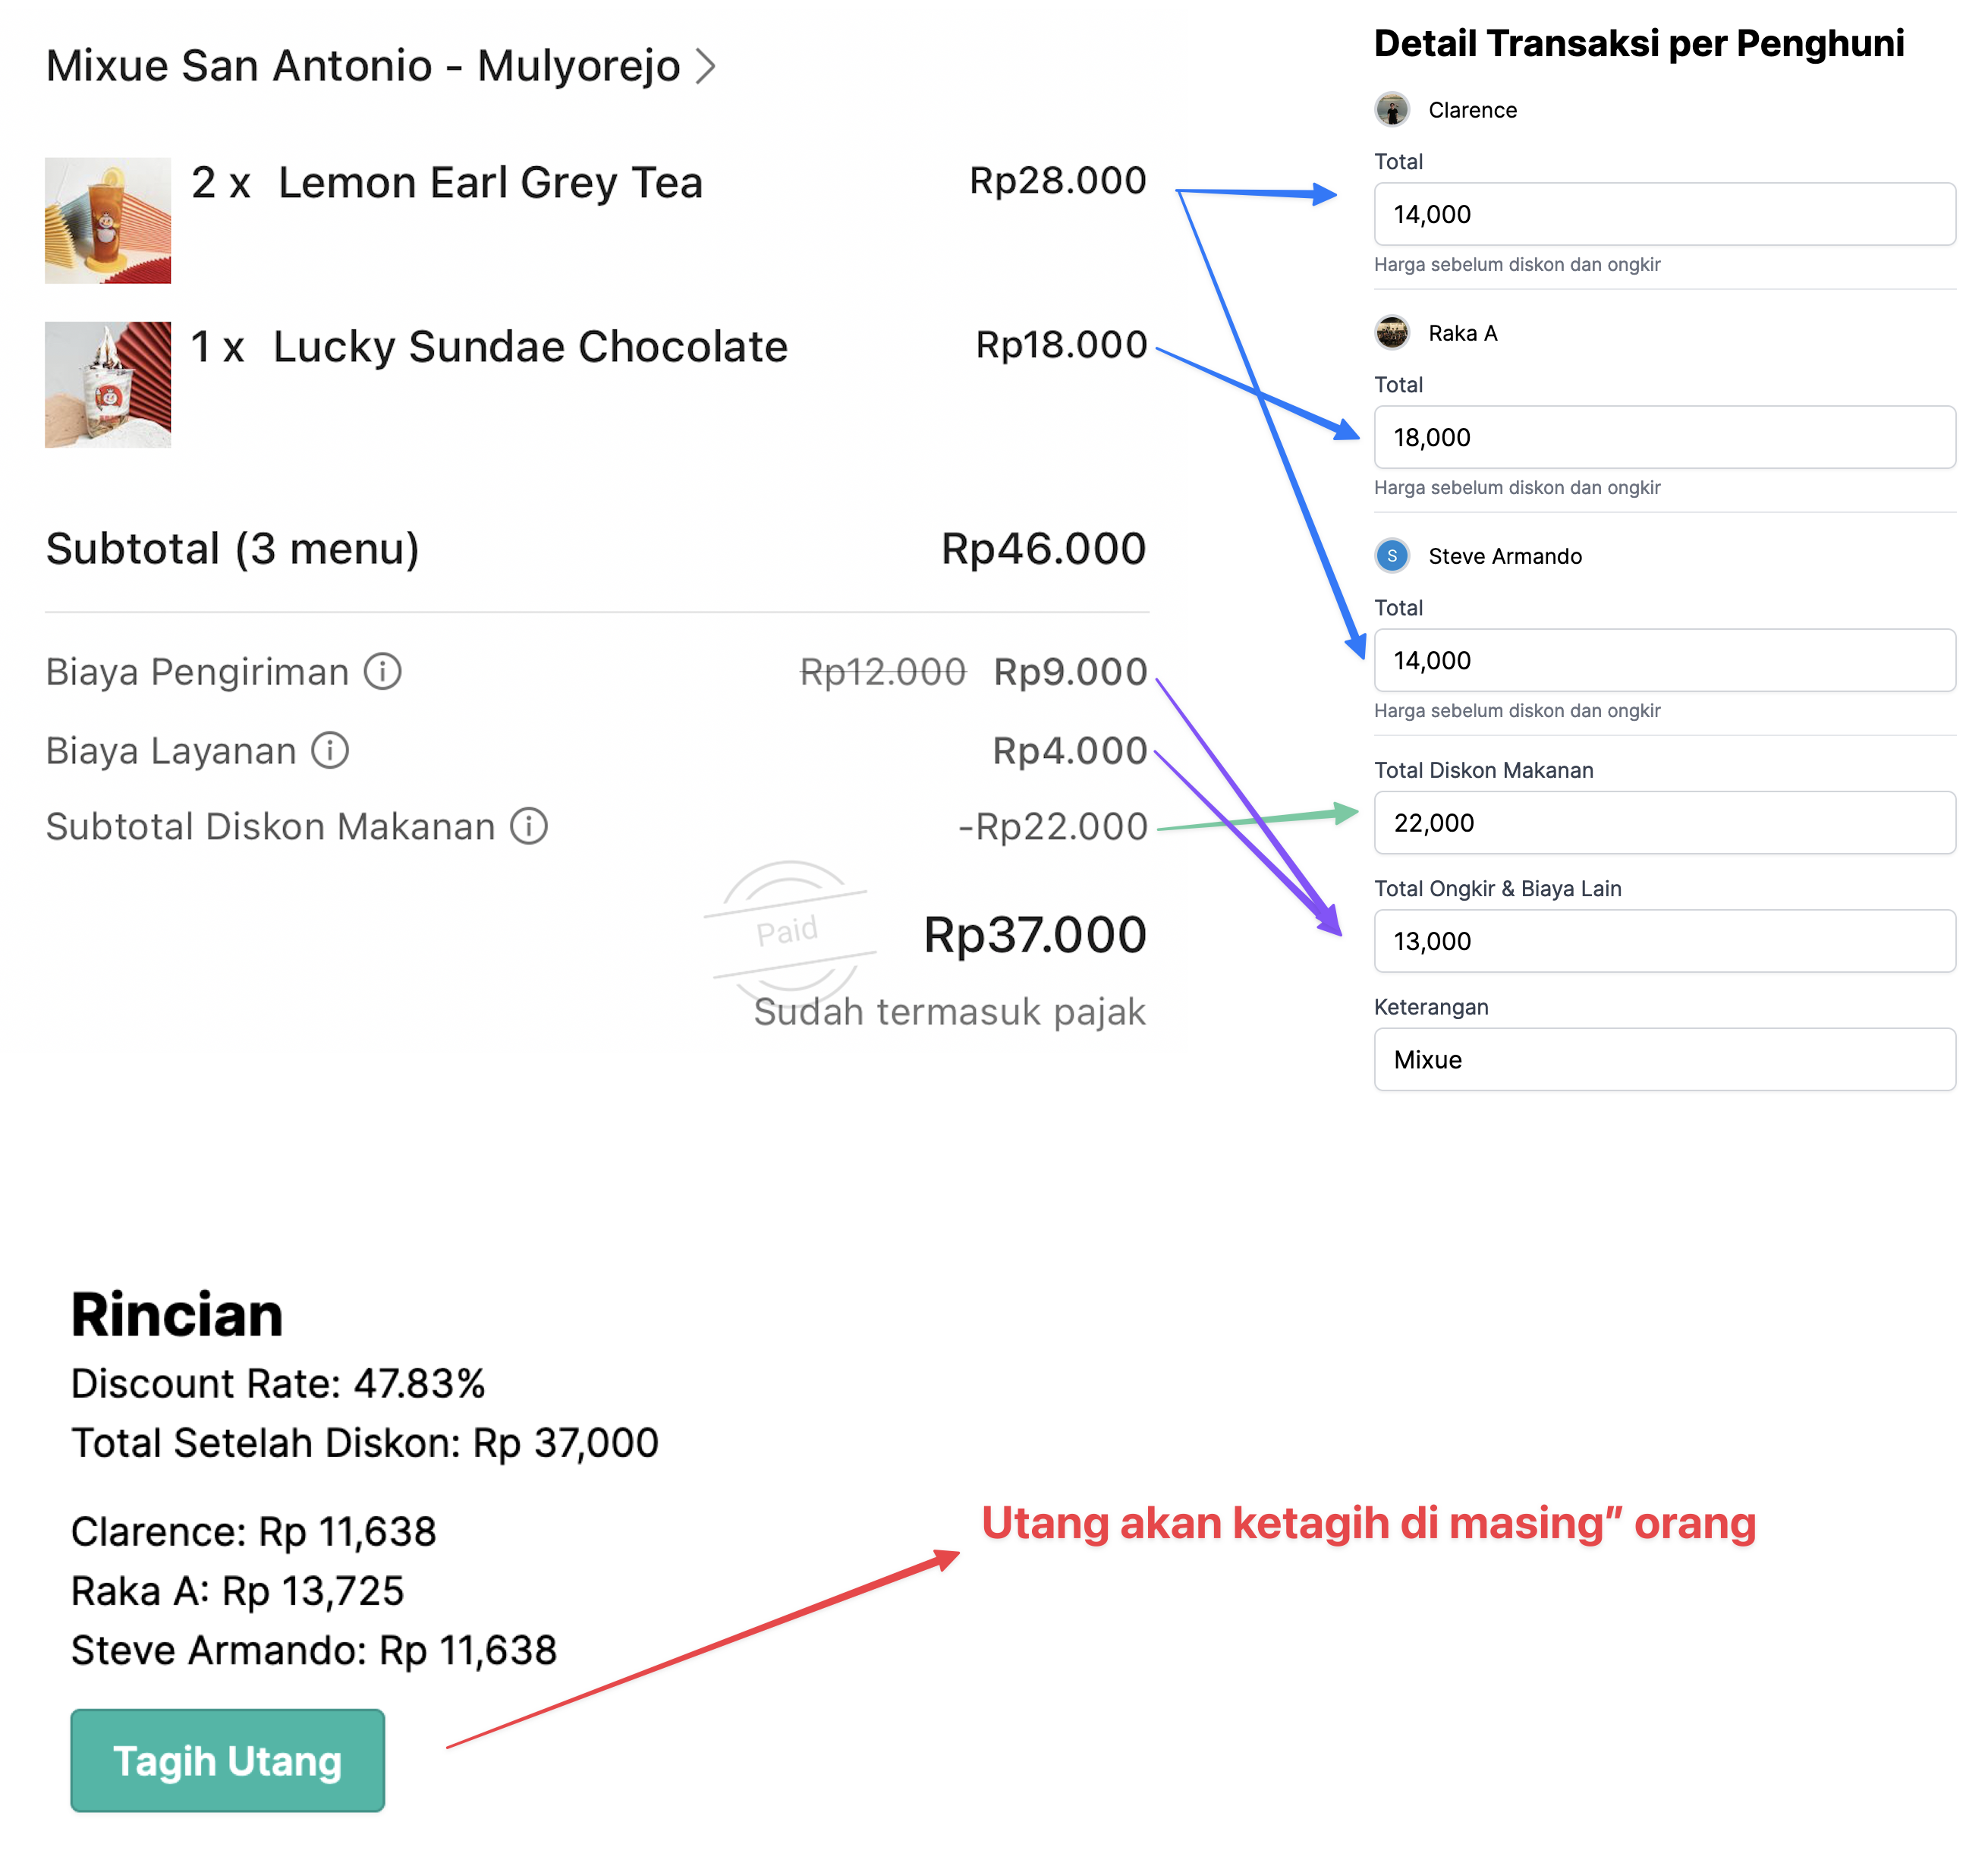 Mixue San Antonio - Mulyorejo
2 x Lemon Earl Grey Tea Rp28.000
1 x Lucky Sundae Chocolate Rp18.000
Subtotal (3 menu) Rp46.000
Biaya Pengiriman Rp12.000 Rp9.000
Biaya Layanan Rp4.000
Subtotal Diskon Makanan -Rp22.000
Paid
Rp37.000
Sudah termasuk pajak
Detail Transaksi per Penghuni
Clarence
Total
14,000
Harga sebelum diskon dan ongkir
Raka A
Total
18,000
Harga sebelum diskon dan ongkir
S Steve Armando
Total
14,000
Harga sebelum diskon dan ongkir
Total Diskon Makanan
22,000
Total Ongkir & Biaya Lain
13,000
Keterangan
Mixue
Rincian
Discount Rate: 47.83%
Total Setelah Diskon: Rp 37,000
Clarence: Rp 11,638
Raka A: Rp 13,725
Steve Armando: Rp 11,638
Tagih Utang
Utang akan ketagih di masing” orang